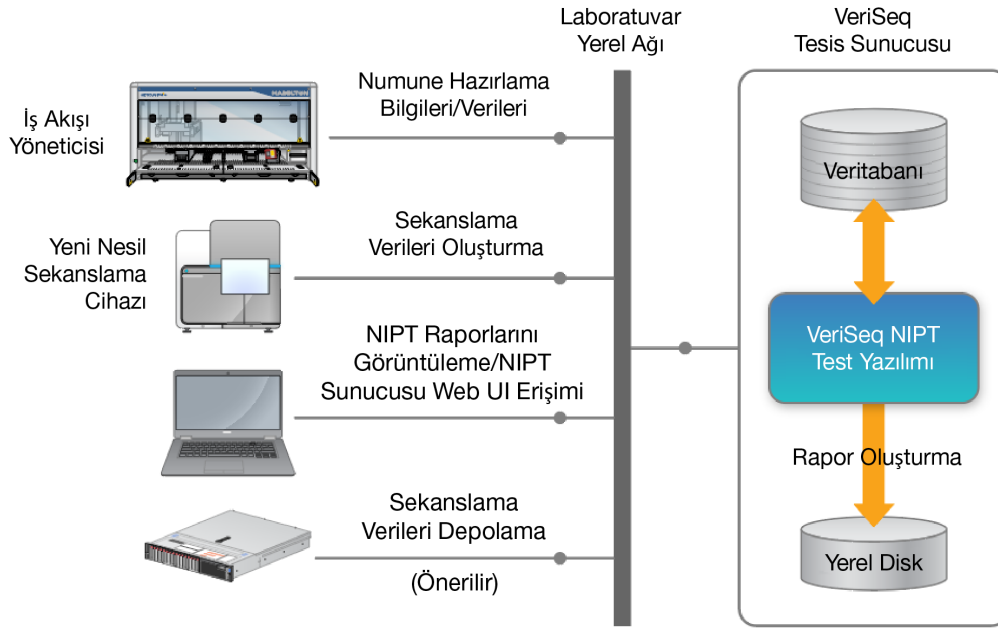 Laboratuvar
Yerel Ağı
VeriSeq
Tesis Sunucusu
İş Akışı
Yöneticisi
HAMILTON
Numune Hazırlama
Bilgileri/Verileri
Veritabanı
Yeni Nesil
Sekanslama
Cihazı
Sekanslama
Verileri Oluşturma
NIPT Raporlarını
Görüntüleme/NIPT
Sunucusu Web UI Erişimi
VeriSeq NIPT
Test Yazılımı
Rapor Oluşturma
Sekanslama
Verileri Depolama
(Önerilir)
Yerel Disk